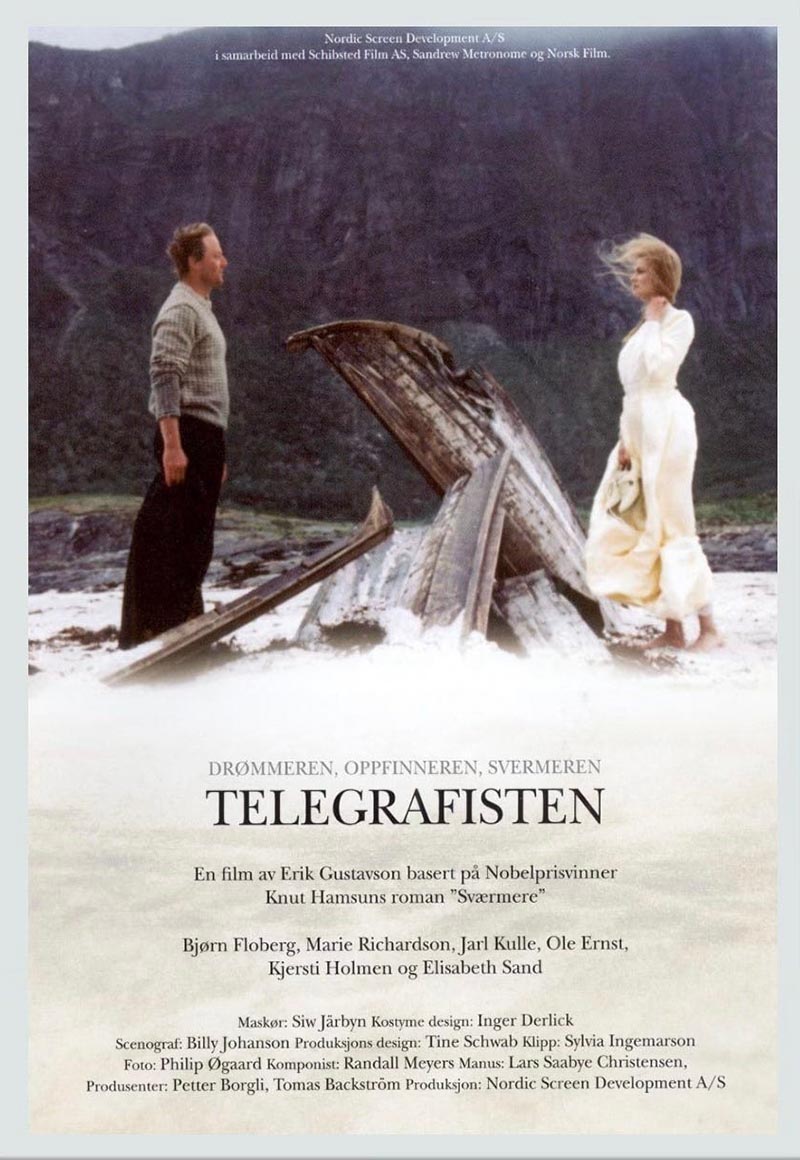 Nordic Screen Development A/S
i samarbeid med Schibsted Film AS, Sandrew Metronome og Norsk Film.
DRØMMEREN, OPPFINNEREN, SVERMEREN
TELEGRAFISTEN
En film av Erik Gustavson basert på Nobelprisvinner
Knut Hamsuns roman ”Sværmere”
Bjørn Floberg, Marie Richardson, Jarl Kulle, Ole Ernst,
Kjersti Holmen og Elisabeth Sand
Maskør: Siw Järbyn Kostyme design: Inger Derlick
Scenograf: Billy Johanson Produksjons design: Tine Schwab Klipp: Sylvia Ingemarson
Foto: Philip Øgaard Komponist: Randall Meyers Manus: Lars Saabye Christensen,
Produsenter: Petter Borgli, Tomas Backström Produksjon: Nordic Screen Development A/S